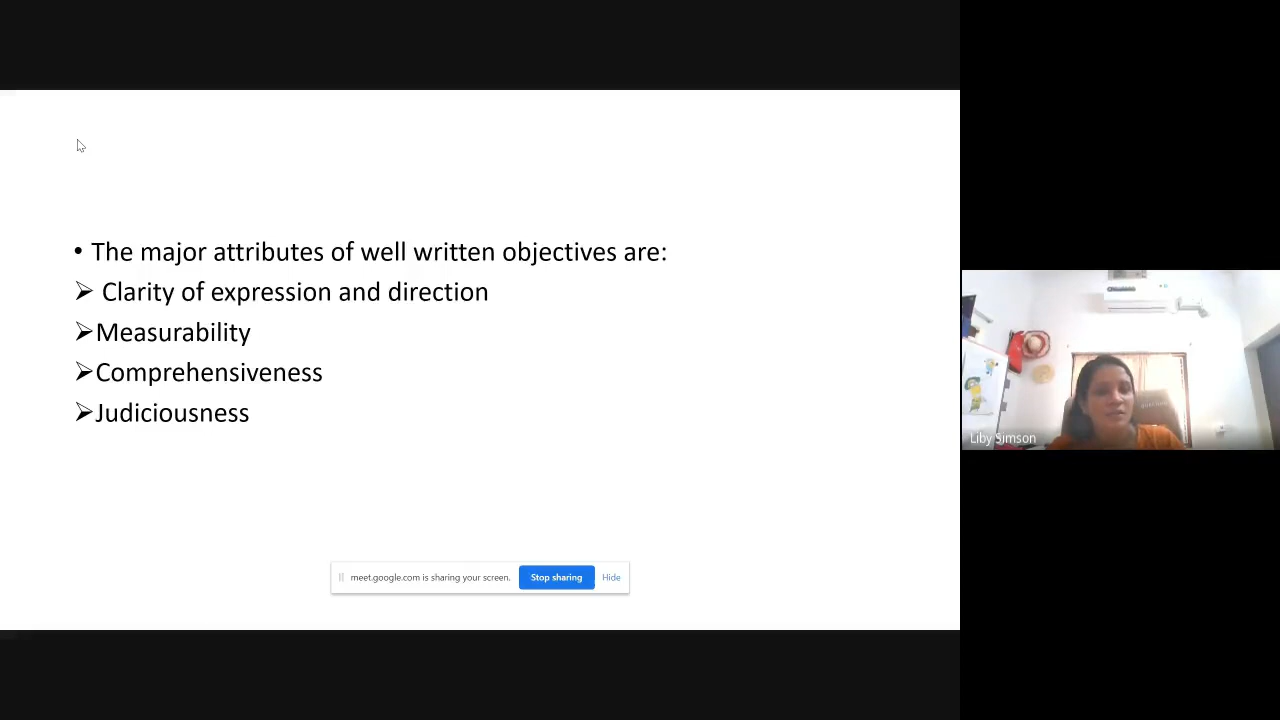 • The major attributes of well written objectives are:
➢ Clarity of expression and direction
➢Measurability
➢Comprehensiveness
➢Judiciousness
meet.google.com is sharing your screen. Stop sharing Hide
Liby Simson